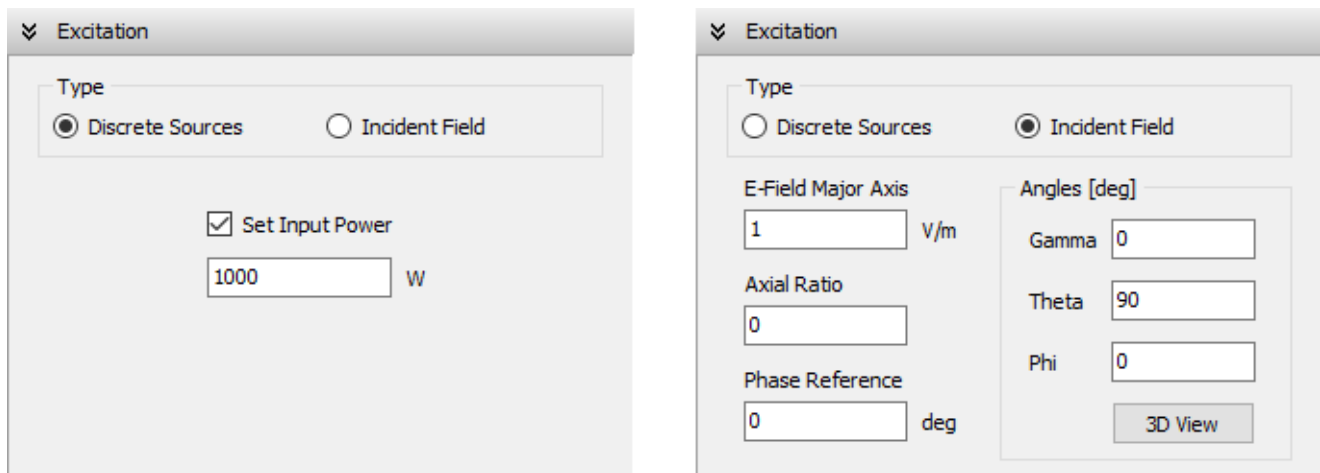 Excitation
Type
Discrete Sources
Incident Field
Set Input Power
1000 W
Excitation
Type
Discrete Sources
Incident Field
E-Field Major Axis
1 V/m
Axial Ratio
0
Phase Reference
0 deg
Angles [deg]
Gamma 0
Theta 90
Phi 0
3D View